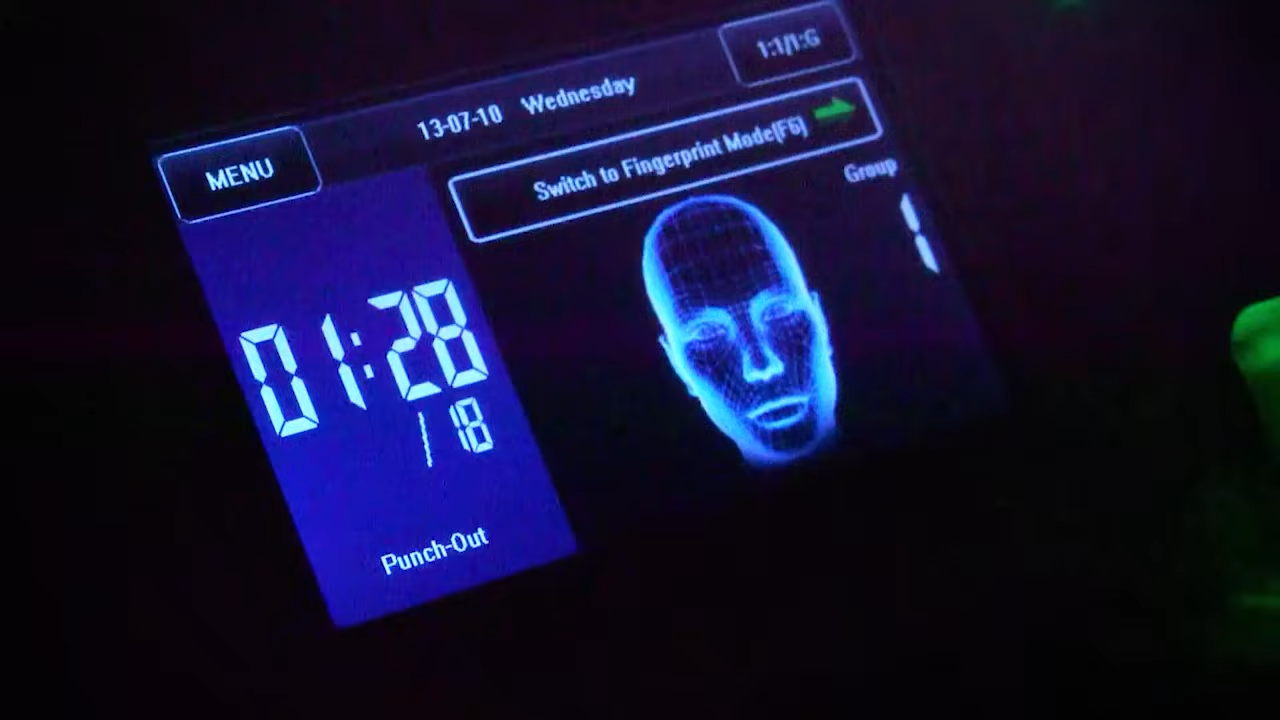 1:1/1:G
13-07-10 Wednesday
MENU
Switch to Fingerprint Mode(F6)
Group
1
01:28
/ 18
Punch-Out